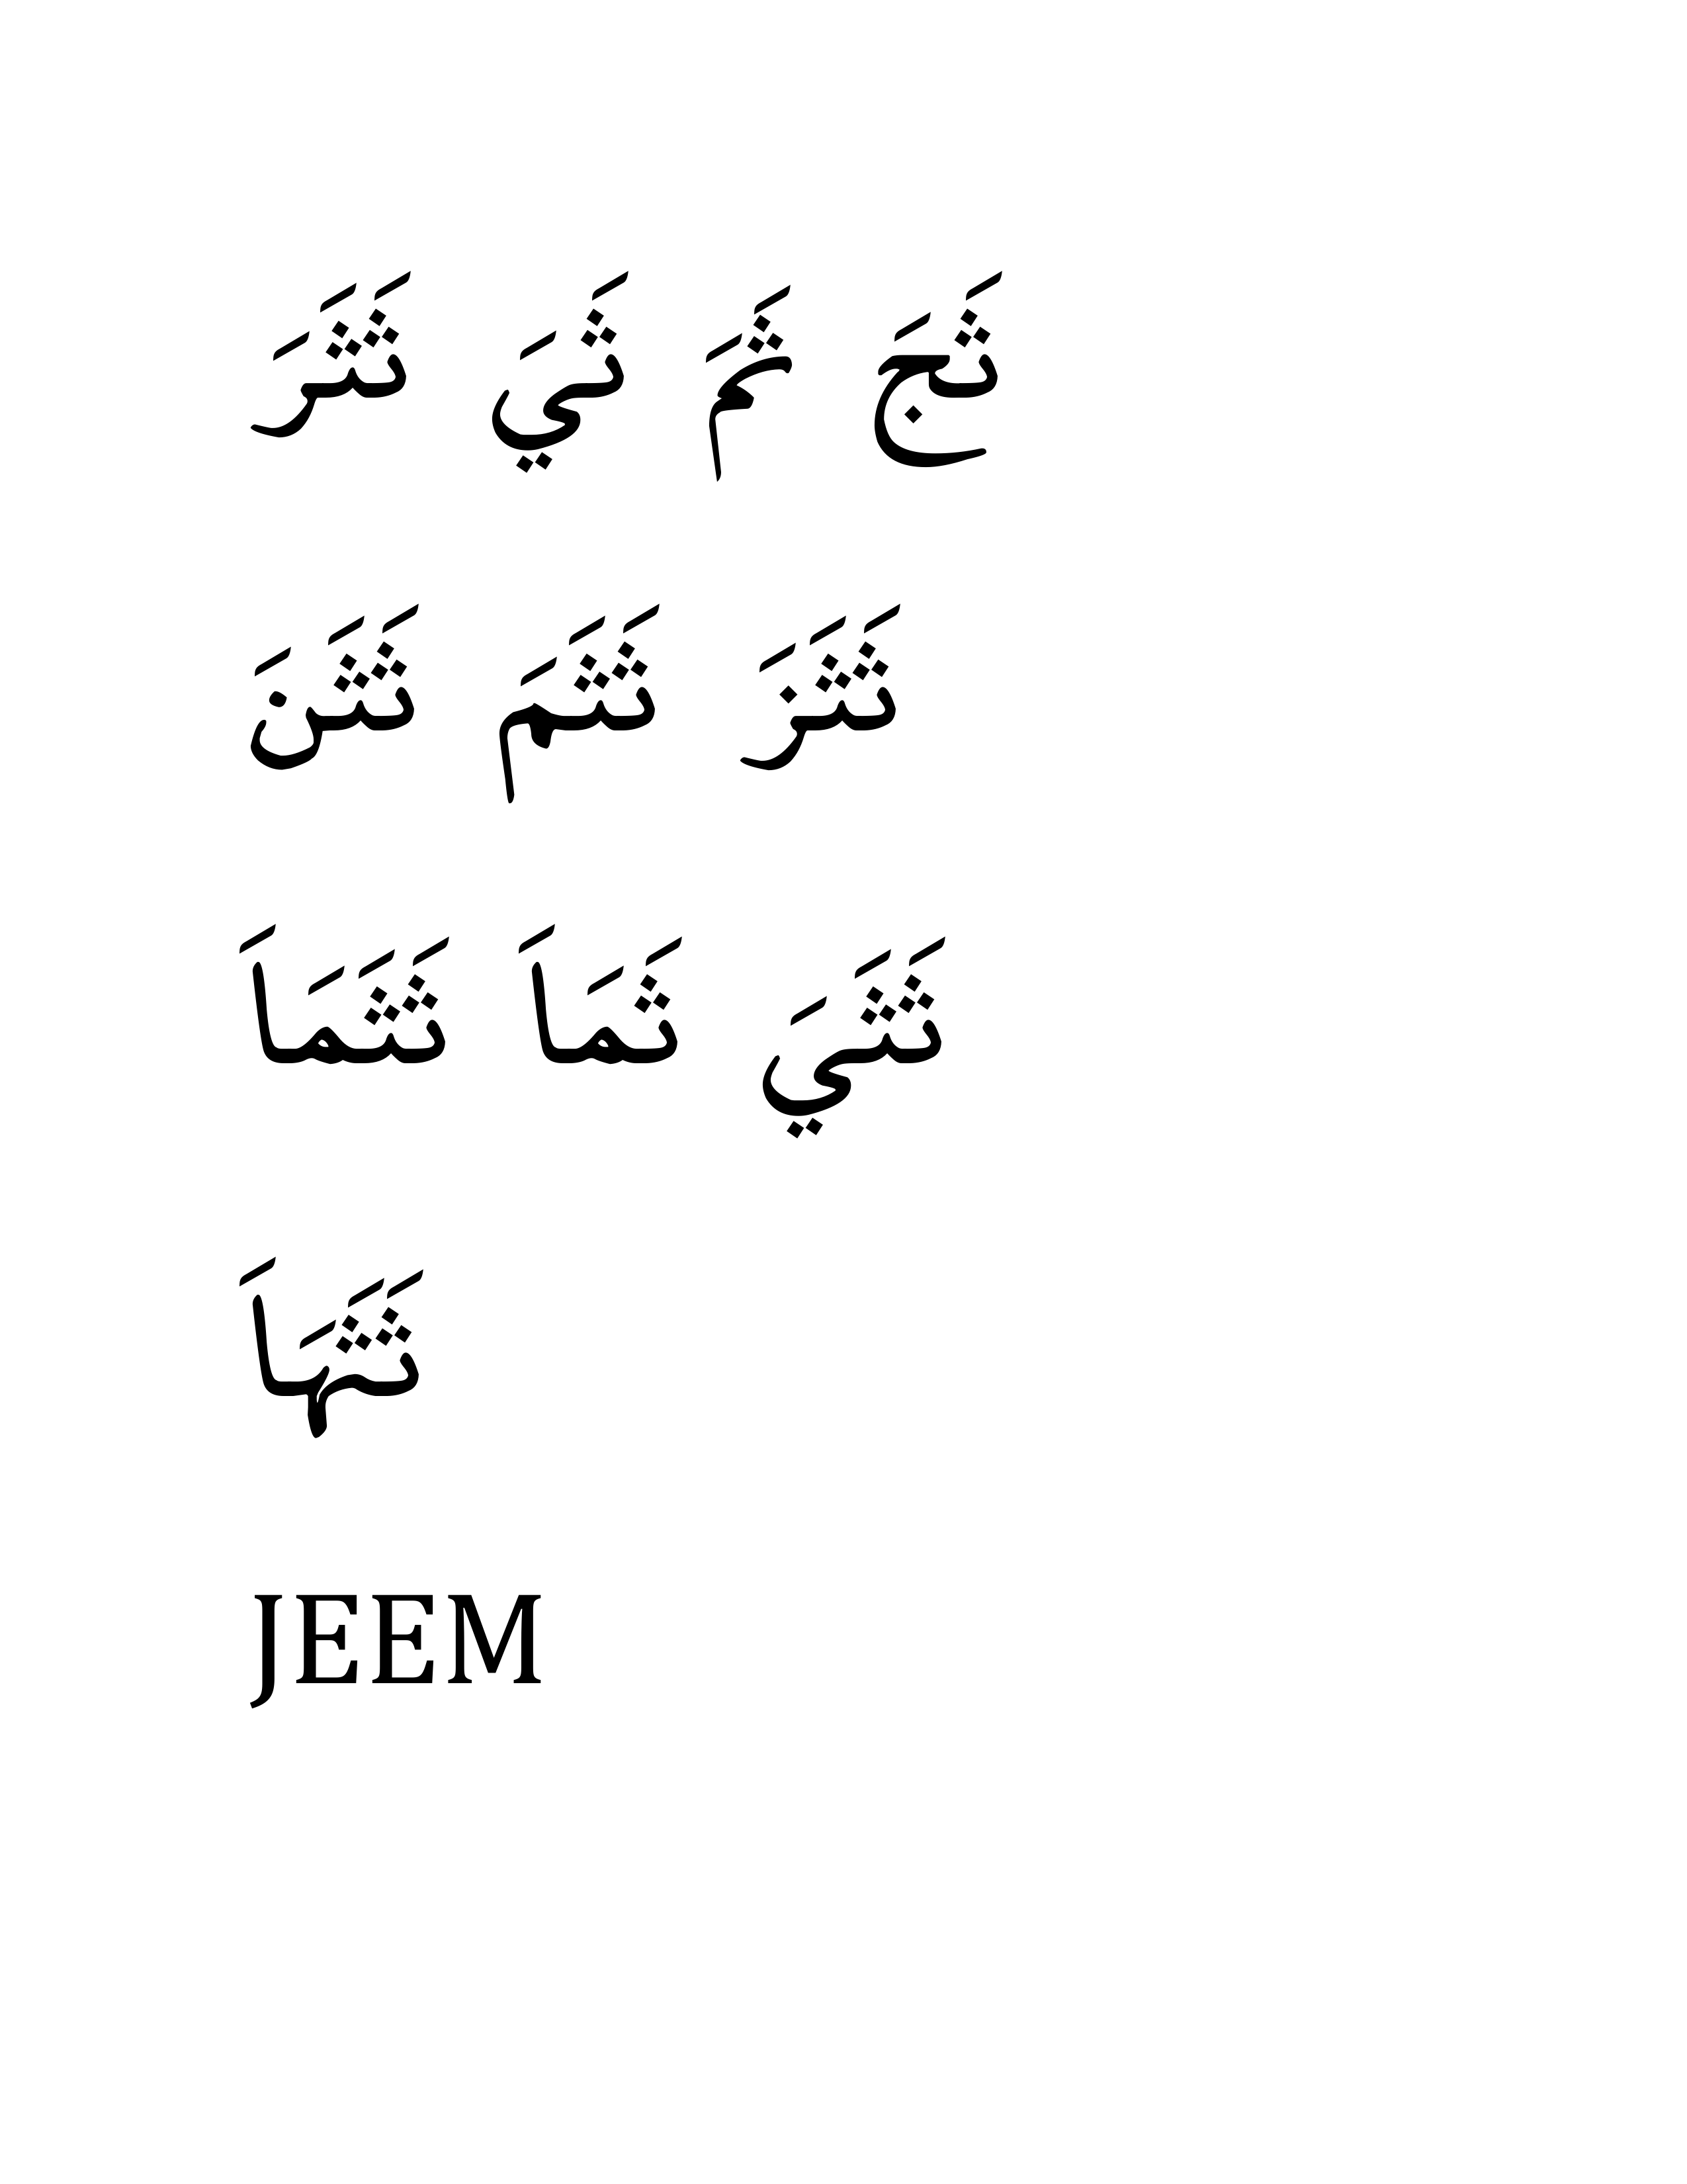 ثَجَ ثَمَ ثَيَ ثَثَرَ
ثَثَزَ ثَثَمَ ثَثَنَ
ثَثَيَ ثَمَاَ ثَثَمَاَ
ثَثَهَاَ
JEEM